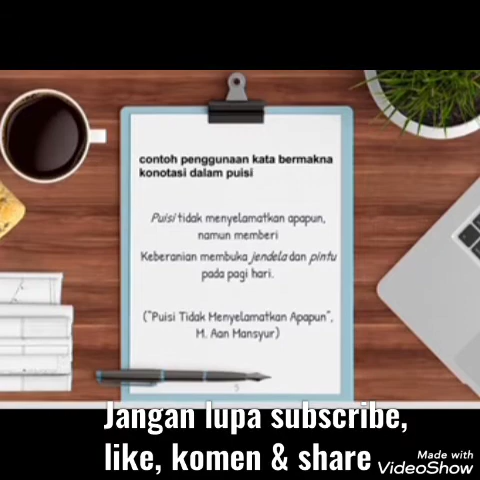 contoh penggunaan kata bermakna
konotasi dalam puisi
Puisi tidak menyelamatkan apapun,
namun memberi
Keberanian membuka jendela dan pintu
pada pagi hari.
("Puisi Tidak Menyelamatkan Apapun",
M. Aan Mansyur)
5
Jangan lupa subscribe,
like, komen & share
Made with
VideoShow